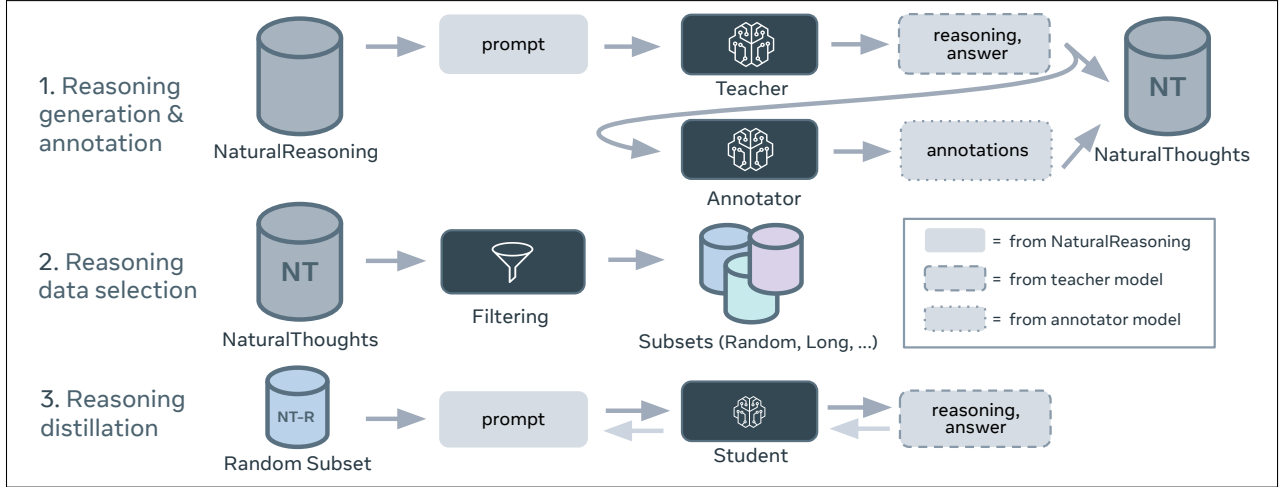 1. Reasoning
generation &
annotation
NaturalReasoning
prompt
Teacher
reasoning,
answer
NT
NaturalThoughts
Annotator
annotations
2. Reasoning
data selection
NT
NaturalThoughts
Filtering
Subsets (Random, Long, ...)
= from NaturalReasoning
= from teacher model
= from annotator model
3. Reasoning
distillation
NT-R
Random Subset
prompt
Student
reasoning,
answer